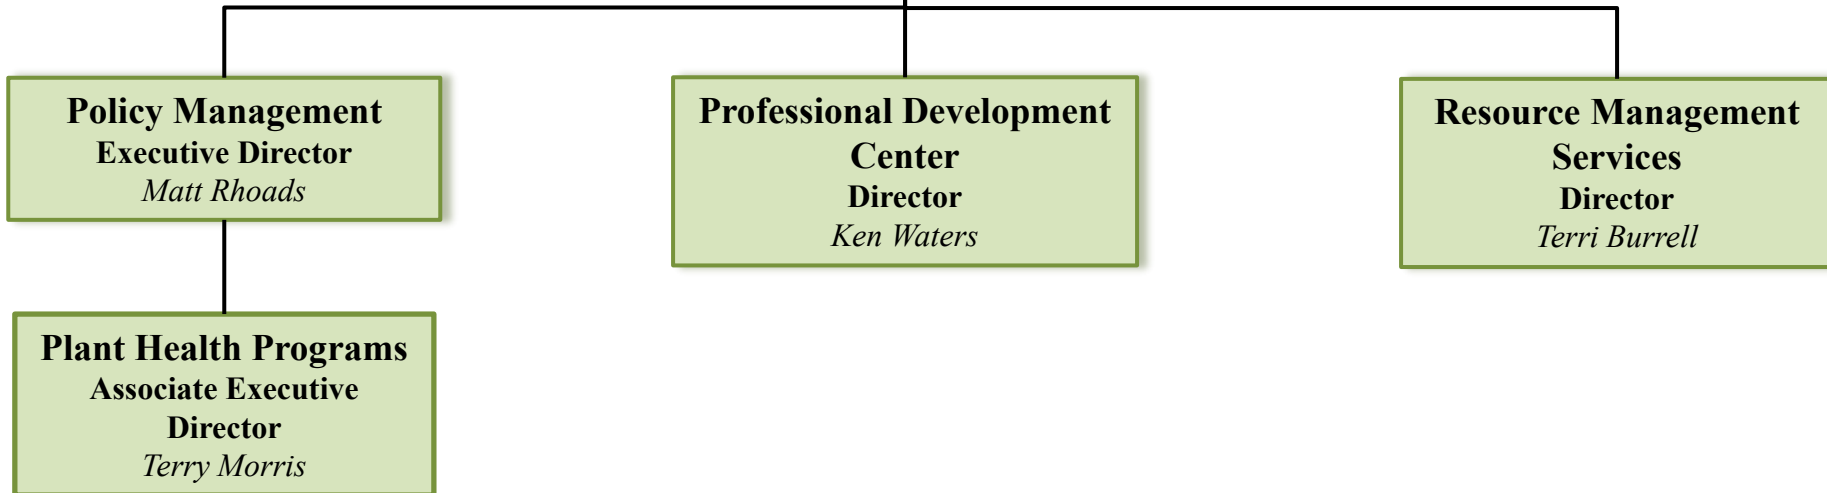 Policy Management
Executive Director
Matt Rhoads
Professional Development
Center
Director
Ken Waters
Resource Management
Services
Director
Terri Burrell
Plant Health Programs
Associate Executive
Director
Terry Morris